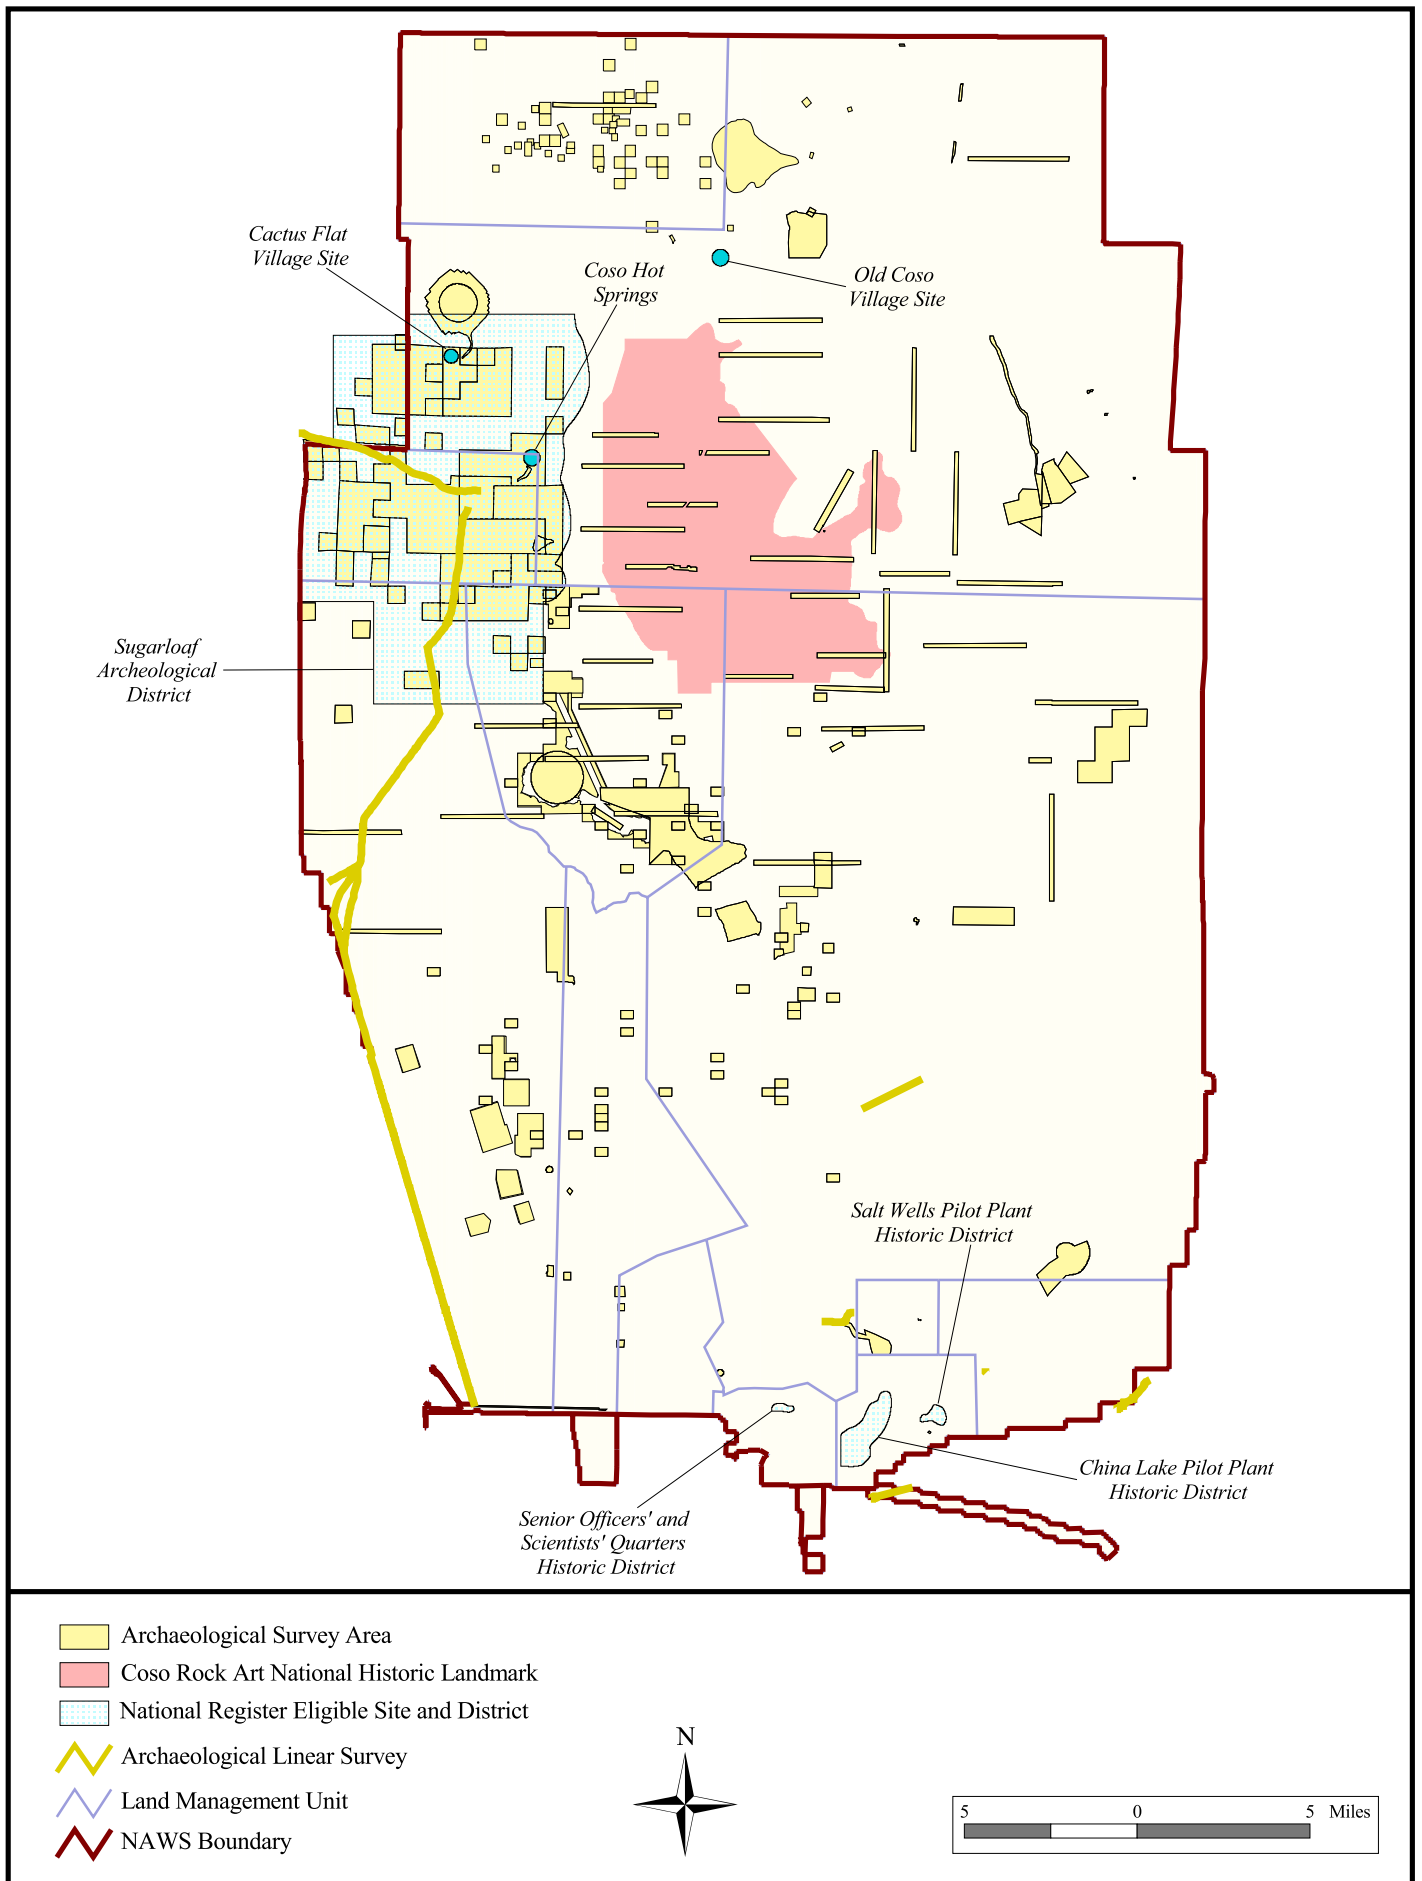 Cactus Flat
Village Site
Coso Hot
Springs
Old Coso
Village Site
Sugarloaf
Archeological
District
Salt Wells Pilot Plant
Historic District
China Lake Pilot Plant
Historic District
Senior Officers' and
Scientists' Quarters
Historic District
Archaeological Survey Area
Coso Rock Art National Historic Landmark
National Register Eligible Site and District
Archaeological Linear Survey
Land Management Unit
NAWS Boundary
N
5 0 5 Miles